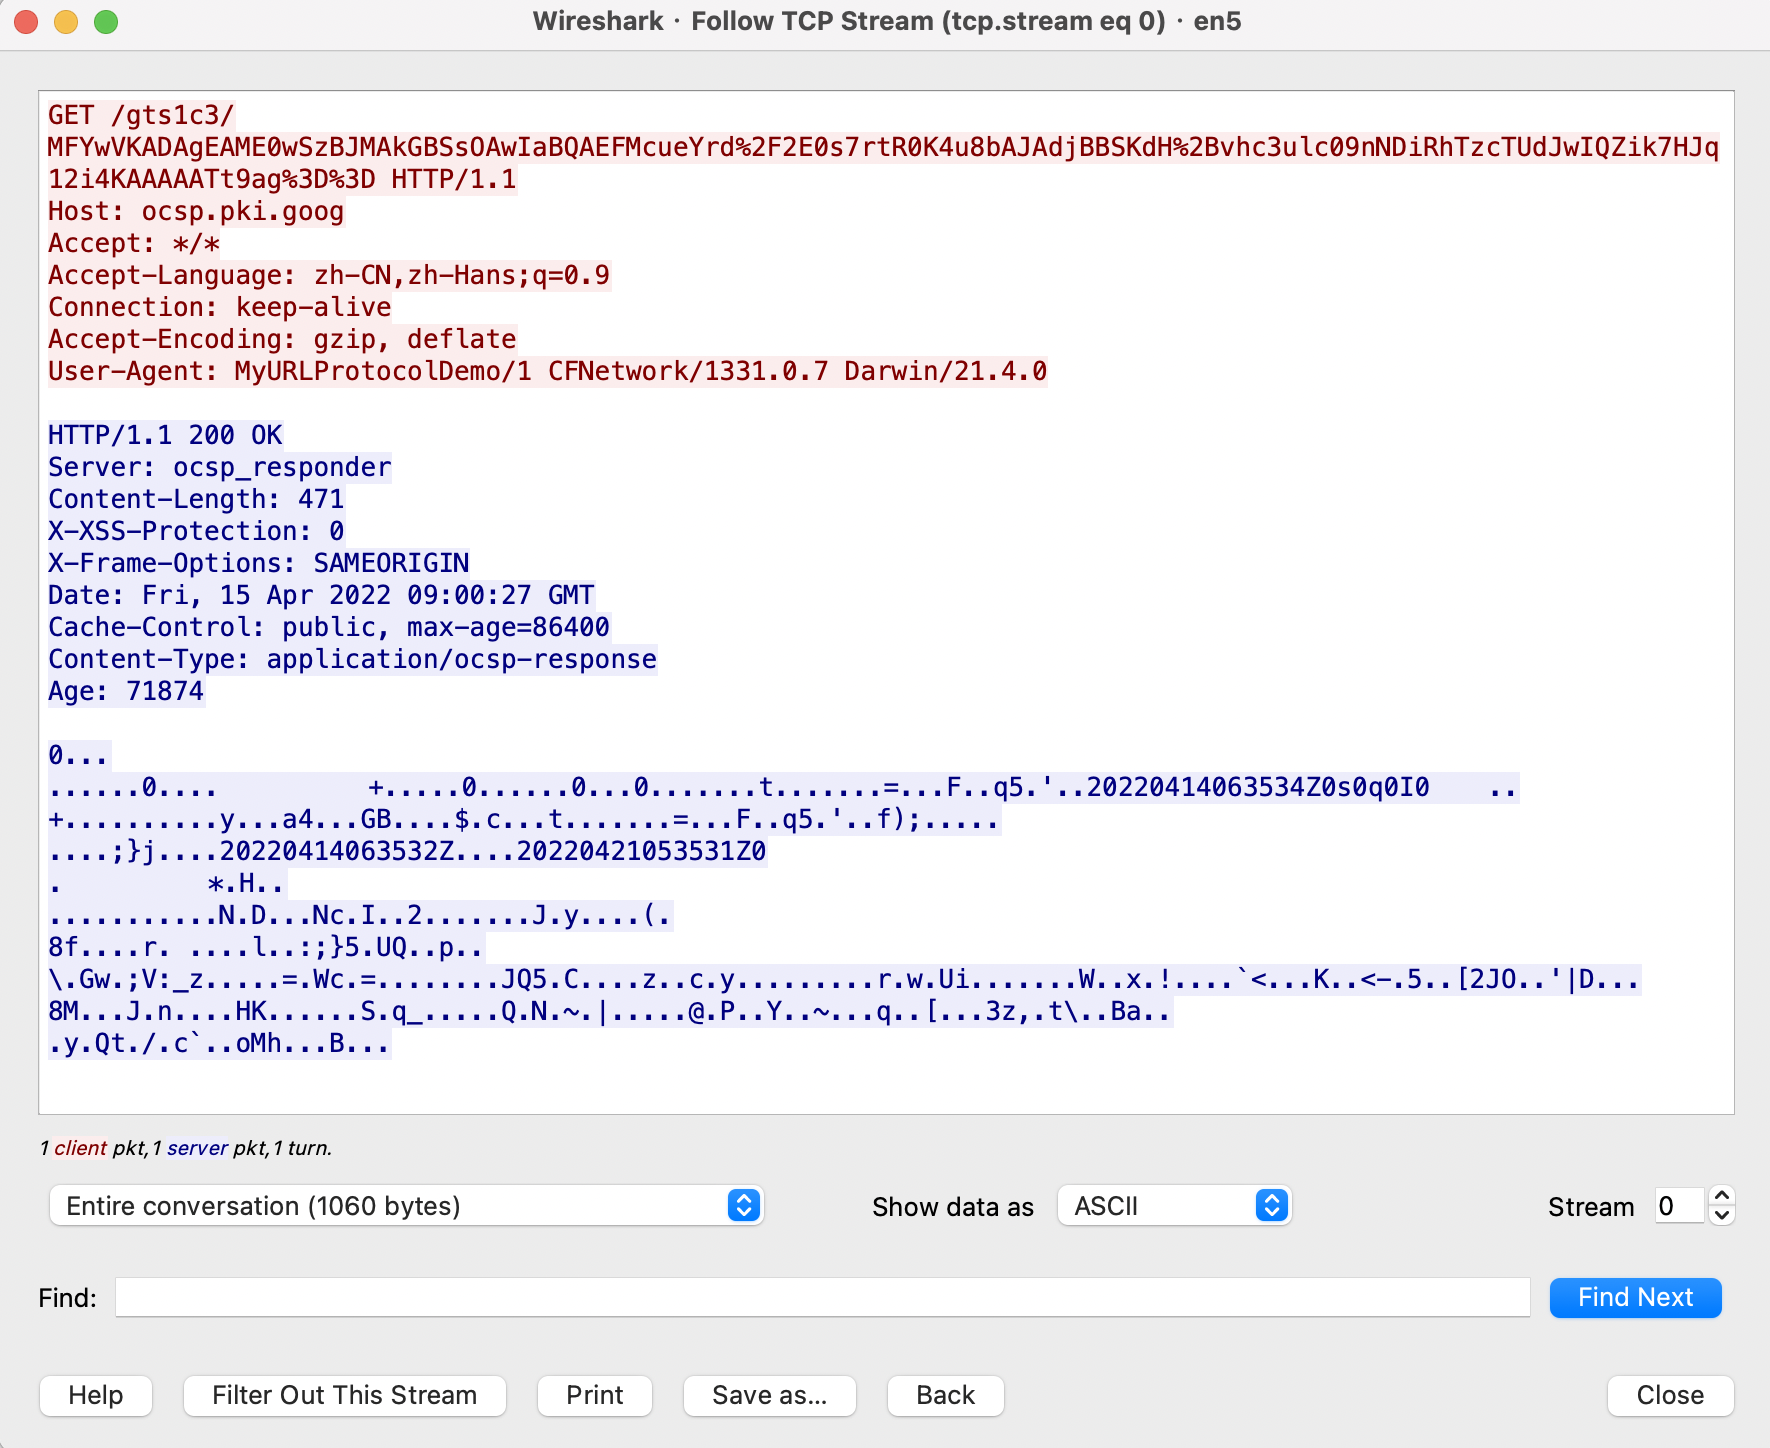 Wireshark · Follow TCP Stream (tcp.stream eq 0) · en5
GET /gts1c3/
MFYwVKADAgEAME0wSzBJMAkGBSsOAwIaBQAEFMcueYrd%2F2E0s7rtR0K4u8bAJAdjBBSKdH%2Bvhc3ulc09nNDiRhTzcTUdJwIQZik7HJq
12i4KAAAAATt9ag%3D%3D HTTP/1.1
Host: ocsp.pki.goog
Accept: */*
Accept-Language: zh-CN,zh-Hans;q=0.9
Connection: keep-alive
Accept-Encoding: gzip, deflate
User-Agent: MyURLProtocolDemo/1 CFNetwork/1331.0.7 Darwin/21.4.0
HTTP/1.1 200 OK
Server: ocsp_responder
Content-Length: 471
X-XSS-Protection: 0
X-Frame-Options: SAMEORIGIN
Date: Fri, 15 Apr 2022 09:00:27 GMT
Cache-Control: public, max-age=86400
Content-Type: application/ocsp-response
Age: 71874
0...
......0....          +.....0......0...0.......t.......=...F..q5.'..20220414063534Z0s0q0I0    ..
+..........y...a4...GB....$.c...t.......=...F..q5.'..f);.....
....;}j....20220414063532Z....20220421053531Z0
.         *.H..
...........N.D...Nc.I..2.......J.y....(.
8f....r. ....l..:;}5.UQ..p..
\.Gw.;V:_z.....=.Wc.=........JQ5.C....z..c.y.........r.w.Ui.......W..x.!....`<...K..<-.5..[2JO..'|D...
8M...J.n....HK......S.q_.....Q.N.~.|.....@.P..Y..~...q..[...3z,.t\..Ba..
.y.Qt./.c`..oMh...B...
1 client pkt,1 server pkt,1 turn.
Entire conversation (1060 bytes)
Show data as
ASCII
Stream
0
Find:
Find Next
Help
Filter Out This Stream
Print
Save as...
Back
Close